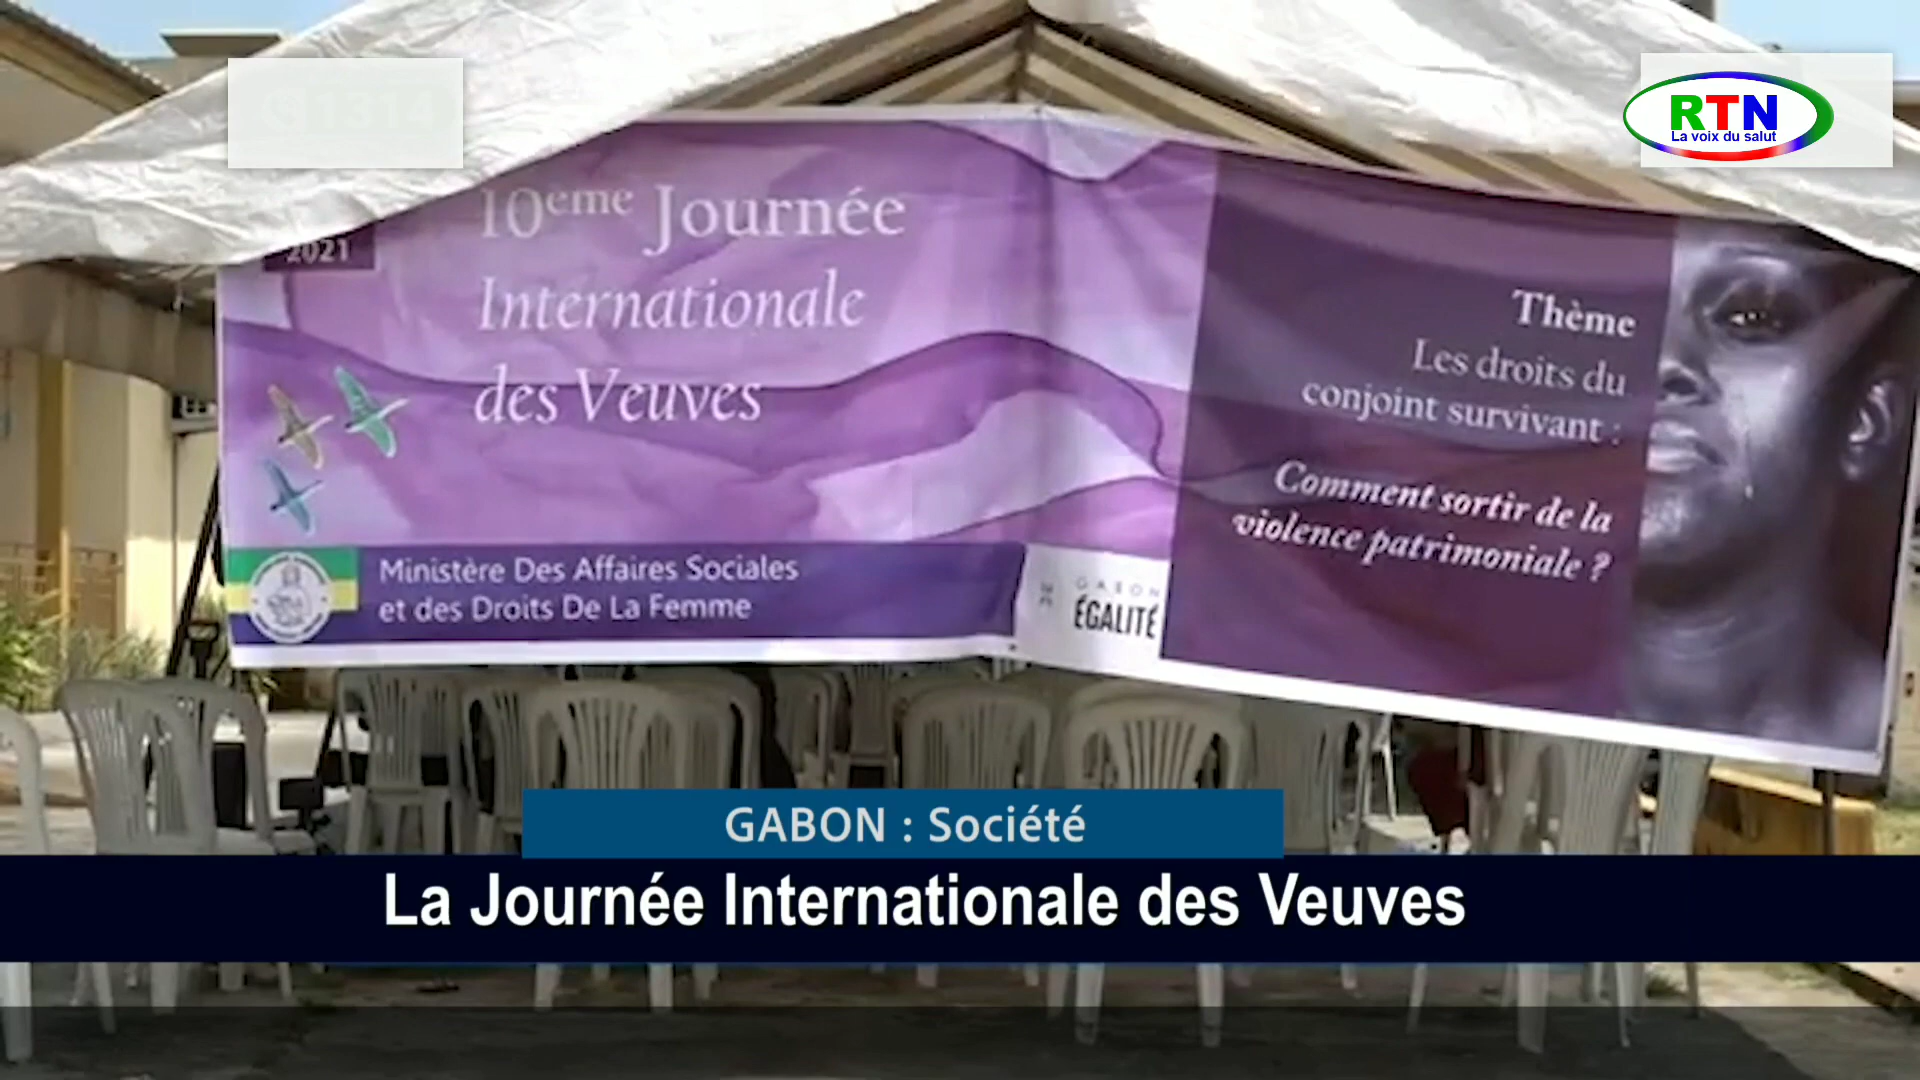 RTN
La voix du salut
2021
10eme Journée
Internationale
des Veuves
Thème
Les droits du
conjoint survivant :
Comment sortir de la
violence patrimoniale ?
Ministère Des Affaires Sociales
et des Droits De La Femme
GABON
ÉGALITÉ
GABON : Société
La Journée Internationale des Veuves